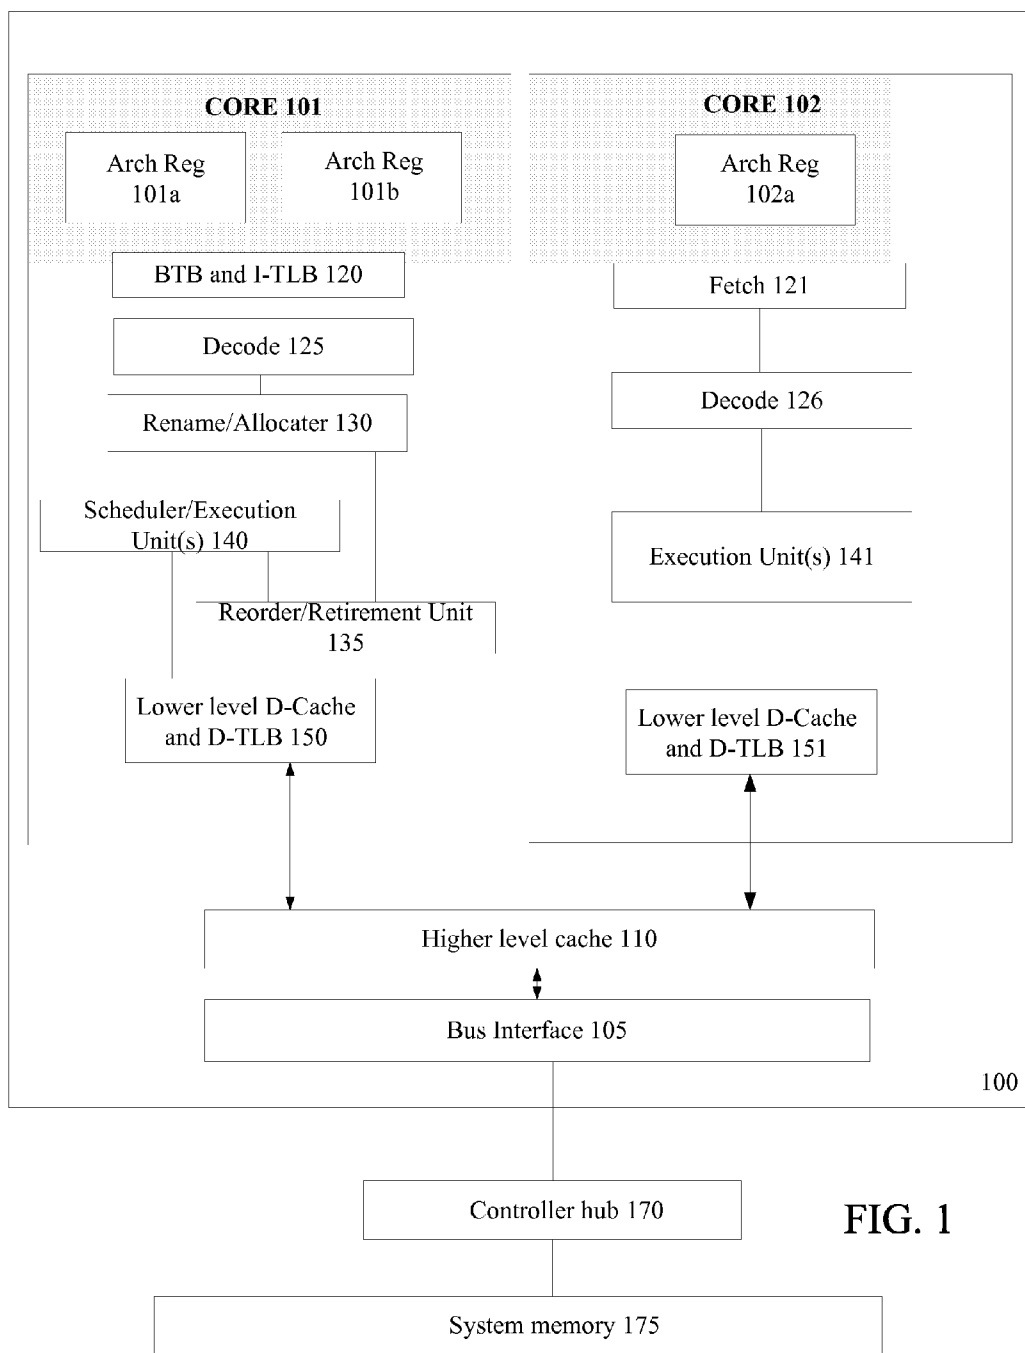 CORE 101
Arch Reg
101a
Arch Reg
101b
BTB and I-TLB 120
Decode 125
Rename/Allocater 130
Scheduler/Execution
Unit(s) 140
Reorder/Retirement Unit
135
Lower level D-Cache
and D-TLB 150
CORE 102
Arch Reg
102a
Fetch 121
Decode 126
Execution Unit(s) 141
Lower level D-Cache
and D-TLB 151
Higher level cache 110
Bus Interface 105
100
Controller hub 170
FIG. 1
System memory 175